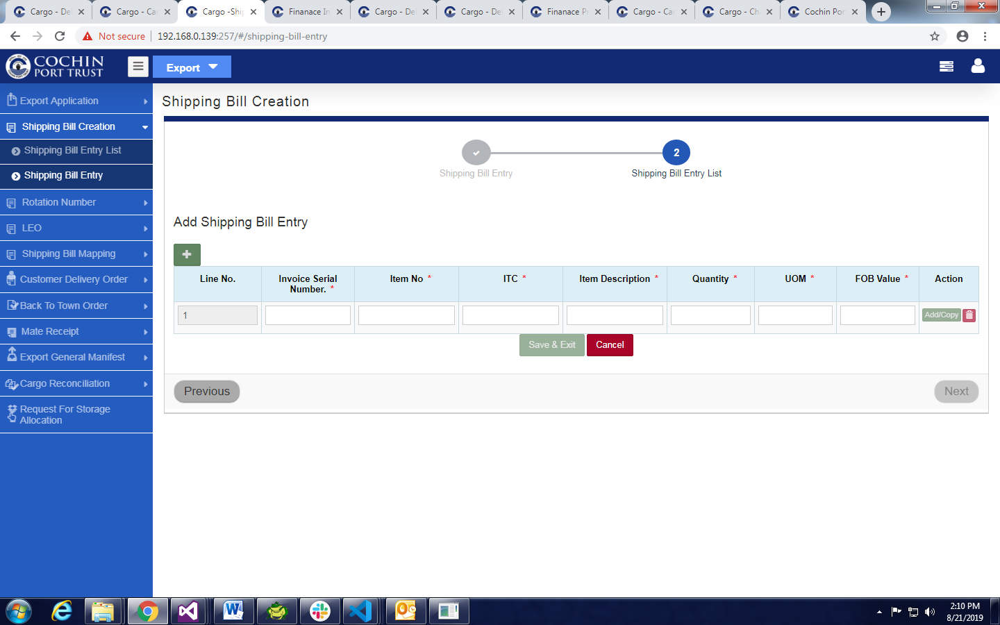 Cargo - De
Cargo - Ca
Cargo -Shi
Finanace In
Cargo - De
Cargo - De
Finanace P
Cargo - Ca
Cargo - Ch
Cochin Por
Not secure
192.168.0.139:257/#/shipping-bill-entry
COCHIN
PORT TRUST
Export
Export Application
Shipping Bill Creation
Shipping Bill Entry List
Shipping Bill Entry
Rotation Number
LEO
Shipping Bill Mapping
Customer Delivery Order
Back To Town Order
Mate Receipt
Export General Manifest
Cargo Reconciliation
Request For Storage
Allocation
Shipping Bill Creation
2
Shipping Bill Entry
Shipping Bill Entry List
Add Shipping Bill Entry
Line No.
Invoice Serial
Number. *
Item No *
ITC *
Item Description *
Quantity *
UOM *
FOB Value *
Action
1
Add/Copy
Save & Exit
Cancel
Previous
Next
2:10 PM
8/21/2019